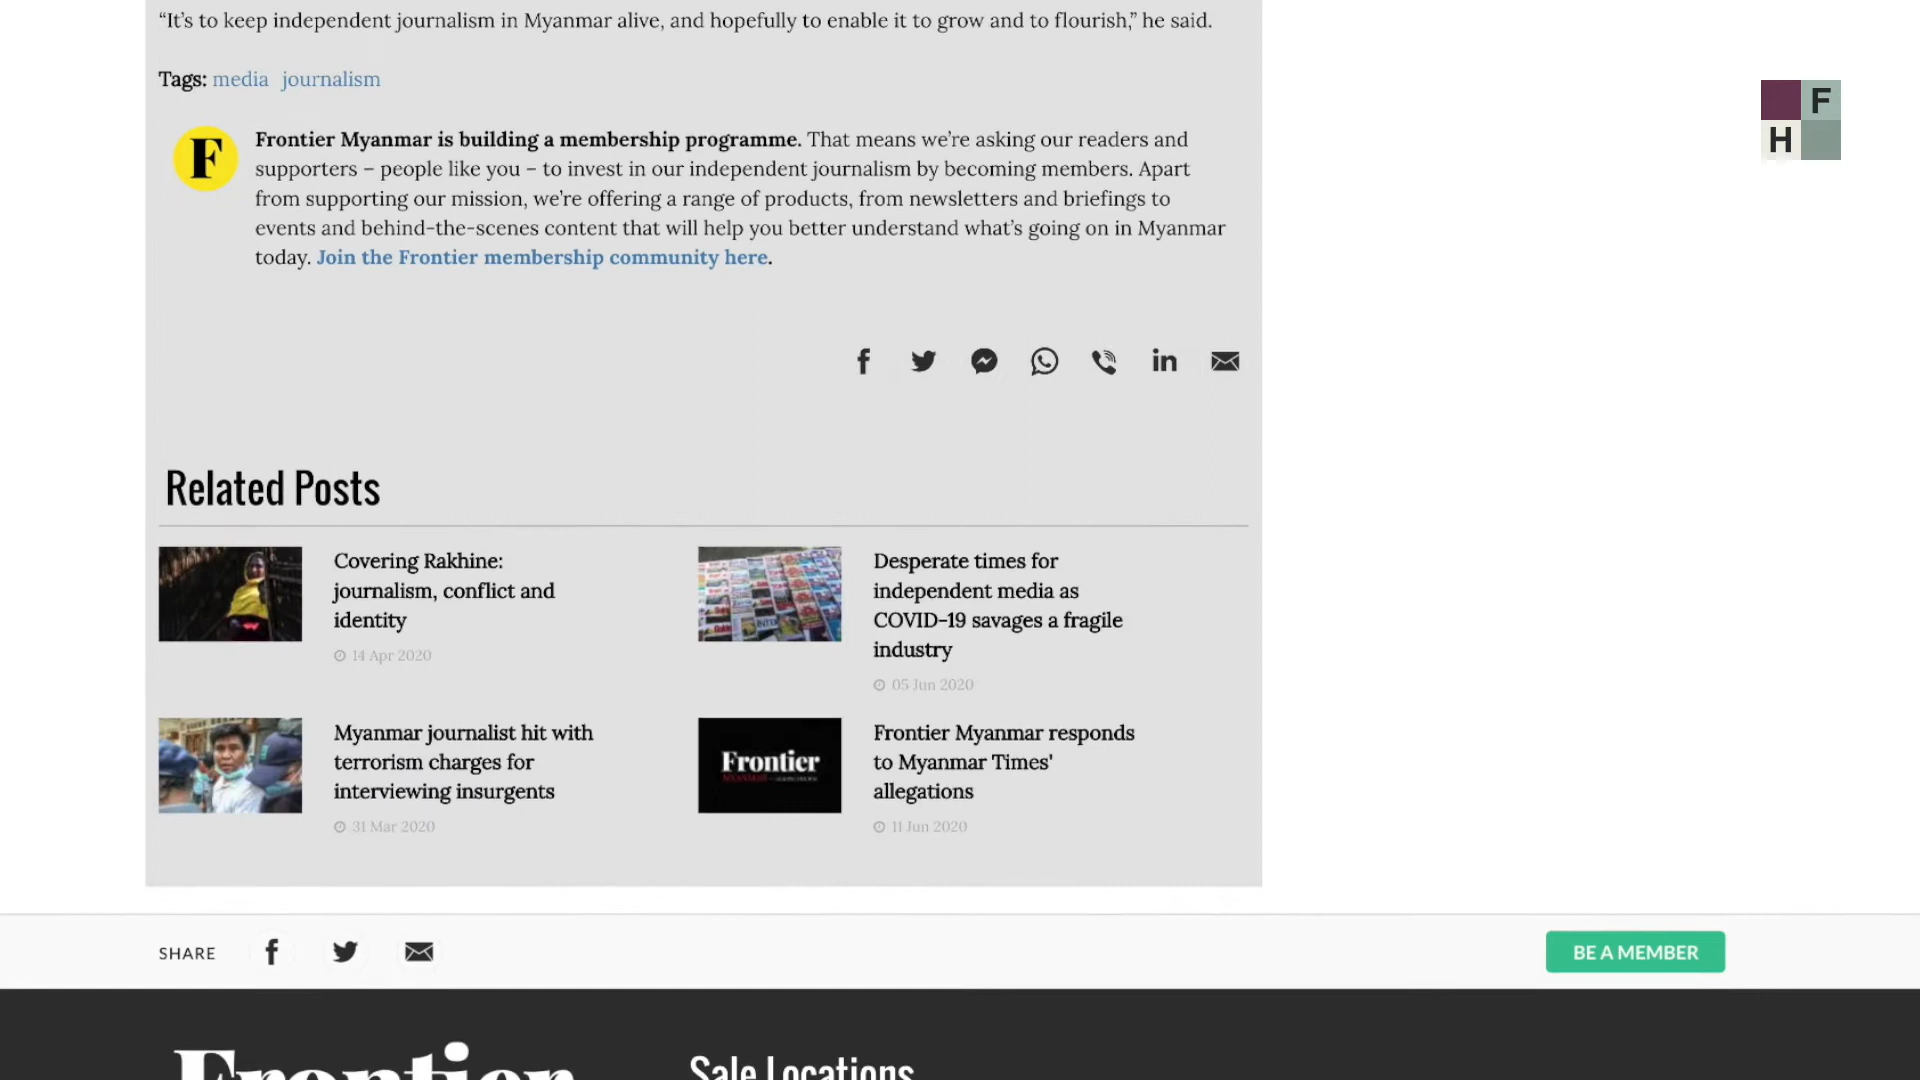 “It’s to keep independent journalism in Myanmar alive, and hopefully to enable it to grow and to flourish,” he said.
Tags: media journalism
F
H
F
Frontier Myanmar is building a membership programme. That means we’re asking our readers and
supporters – people like you – to invest in our independent journalism by becoming members. Apart
from supporting our mission, we’re offering a range of products, from newsletters and briefings to
events and behind-the-scenes content that will help you better understand what’s going on in Myanmar
today. Join the Frontier membership community here.
Related Posts
Covering Rakhine:
journalism, conflict and
identity
14 Apr 2020
Desperate times for
independent media as
COVID-19 savages a fragile
industry
05 Jun 2020
Myanmar journalist hit with
terrorism charges for
interviewing insurgents
31 Mar 2020
Frontier
Frontier Myanmar responds
to Myanmar Times'
allegations
11 Jun 2020
SHARE
BE A MEMBER
Frontier
Sale Locations